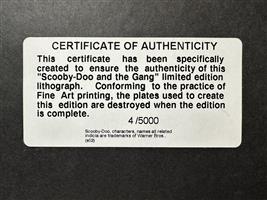 CERTIFICATE OF AUTHENTICITY
This certificate has been specifically
created to ensure the authenticity of this
"Scooby-Doo and the Gang" limited edition
lithograph. Conforming to the practice of
Fine Art printing, the plates used to create
this edition are destroyed when the edition
is complete.
4 /5000
Scooby-Doo, characters, names all related
indicia are trademarks of Warner Bros.